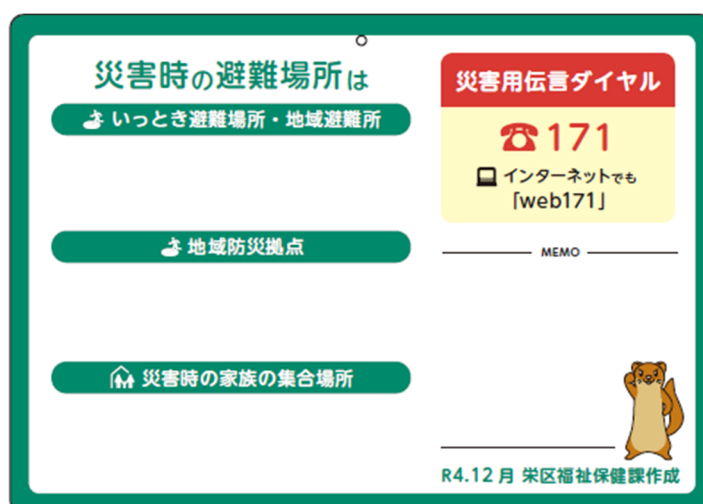 災害時の避難場所は
いっとき避難場所・地域避難所
地域防災拠点
災害時の家族の集合場所
災害用伝言ダイヤル
☎171
インターネットでも
「web171」
MEMO
R4.12月 栄区福祉保健課作成